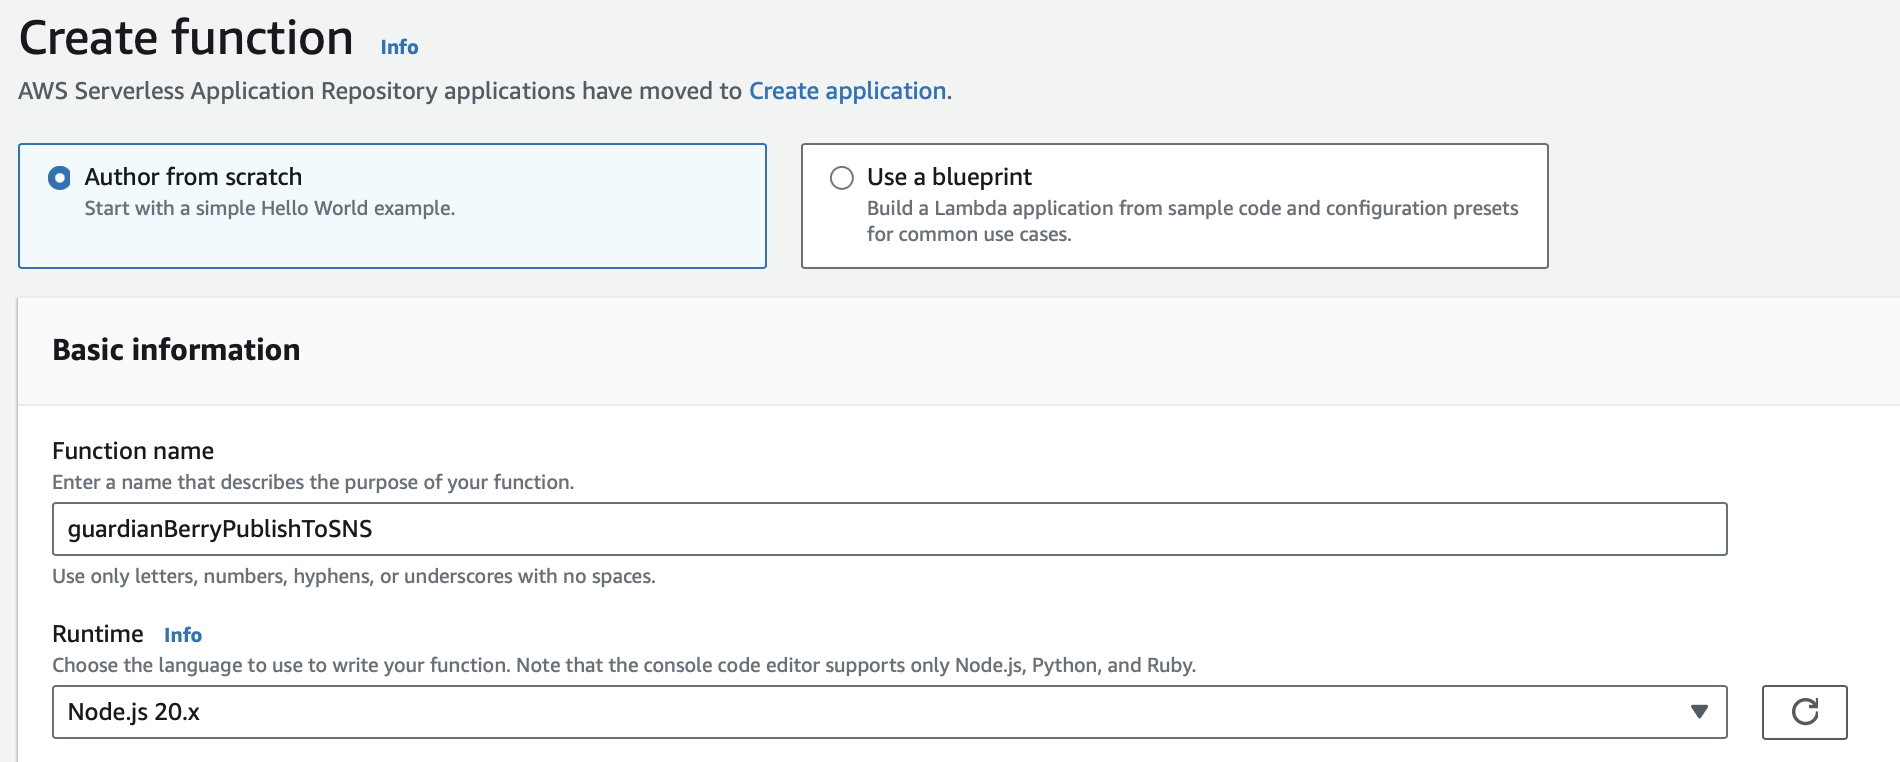 Create function Info
AWS Serverless Application Repository applications have moved to Create application.
Author from scratch
Start with a simple Hello World example.
Use a blueprint
Build a Lambda application from sample code and configuration presets
for common use cases.
Basic information
Function name
Enter a name that describes the purpose of your function.
guardianBerryPublishToSNS
Use only letters, numbers, hyphens, or underscores with no spaces.
Runtime Info
Choose the language to use to write your function. Note that the console code editor supports only Node.js, Python, and Ruby.
Node.js 20.x